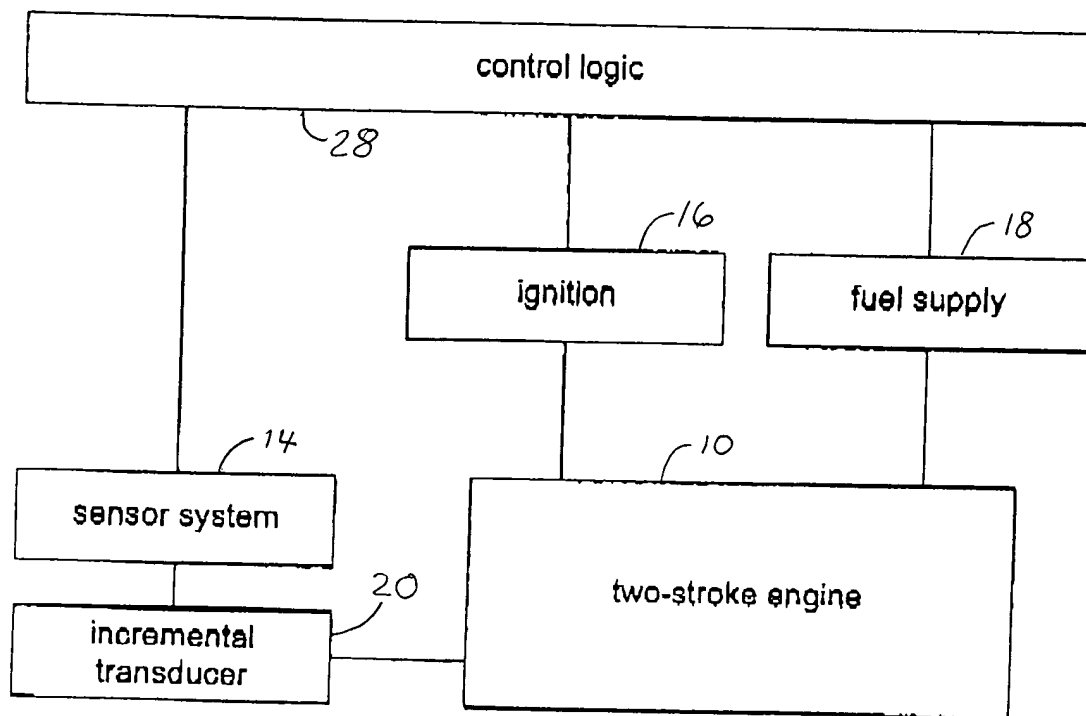 control logic
28
16
18
ignition
fuel supply
14
10
sensor system
20
two-stroke engine
incremental
transducer